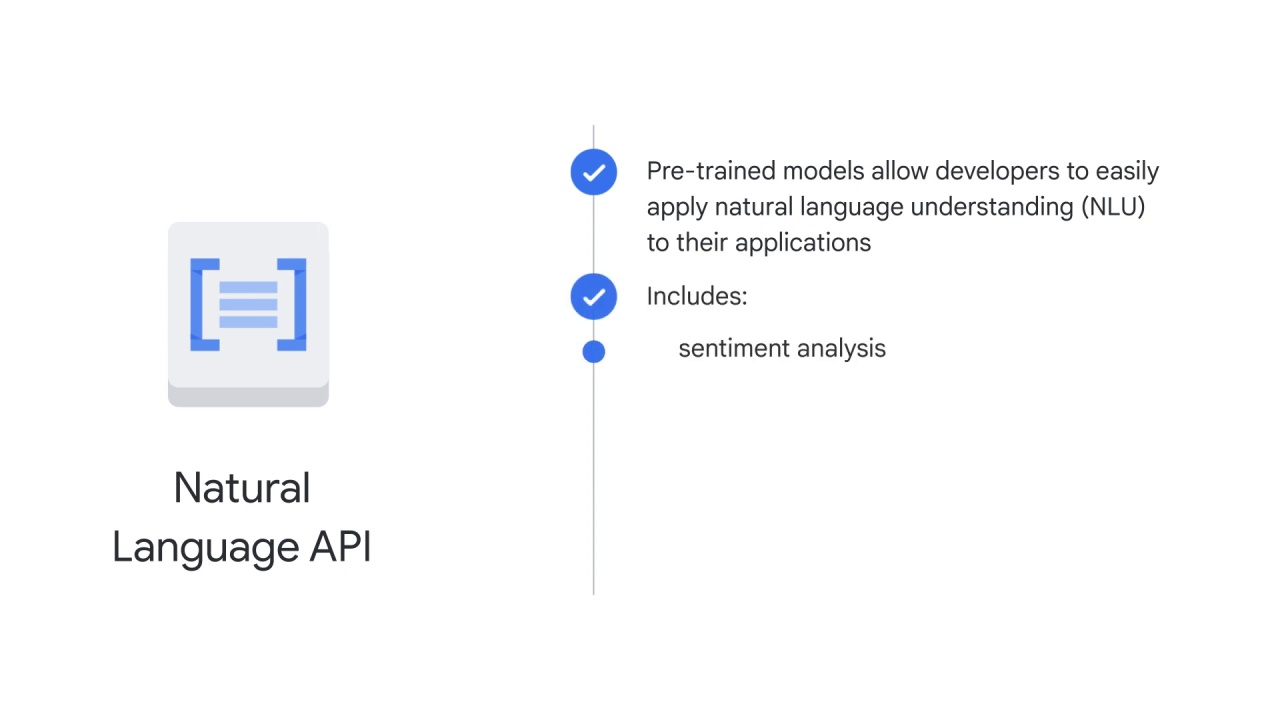 Natural
Language API
Pre-trained models allow developers to easily
apply natural language understanding (NLU)
to their applications
Includes:
sentiment analysis